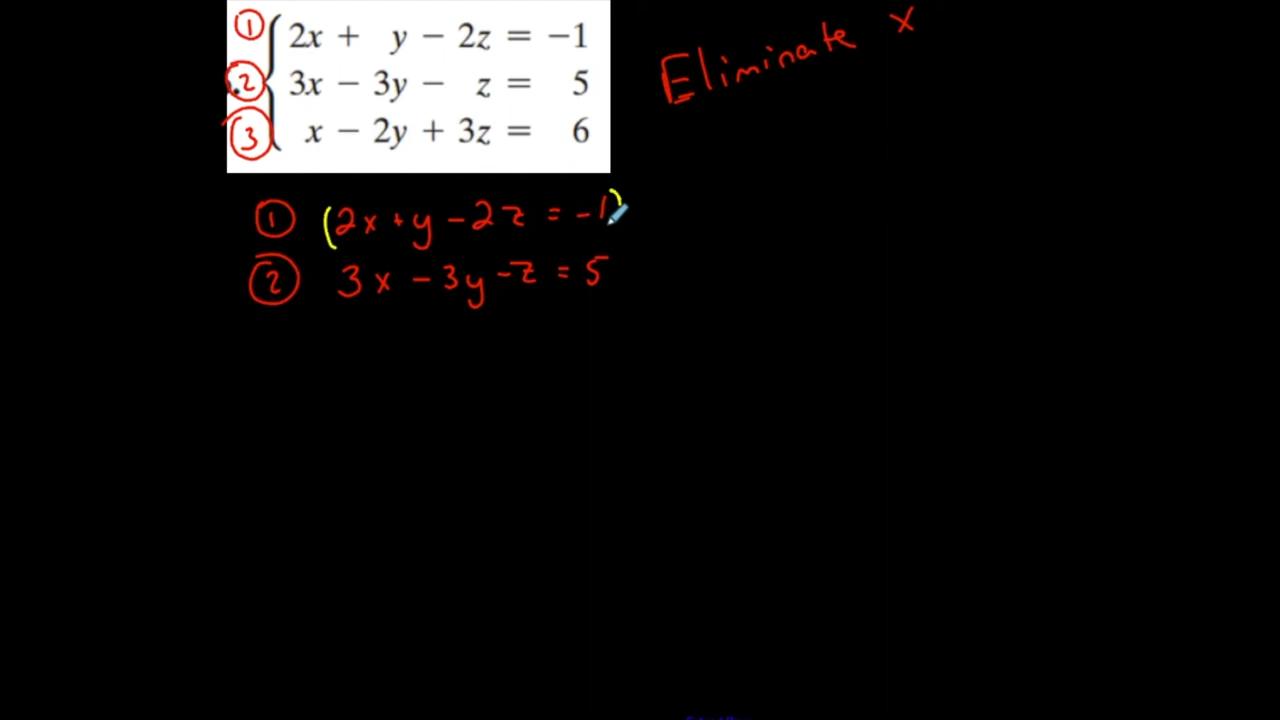 ① 2x + y − 2z = −1
② 3x − 3y − z = 5
③ x − 2y + 3z = 6
Eliminate x
① (2x + y − 2z = −1)
② 3x − 3y − z = 5